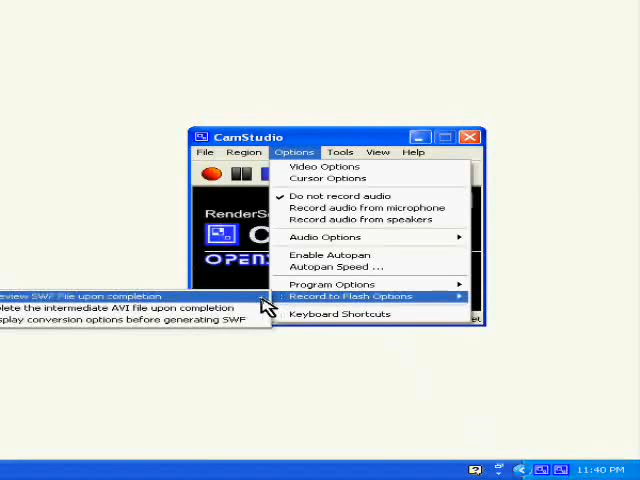 CamStudio
File Region Options Tools View Help
Video Options
Cursor Options
Do not record audio
Record audio from microphone
Record audio from speakers
RenderS
Audio Options
OPENS
Enable Autopan
Autopan Speed ...
Program Options
eview SWF File upon completion
Record to Flash Options
lete the intermediate AVI file upon completion
Keyboard Shortcuts
splay conversion options before generating SWF
et
11:40 PM